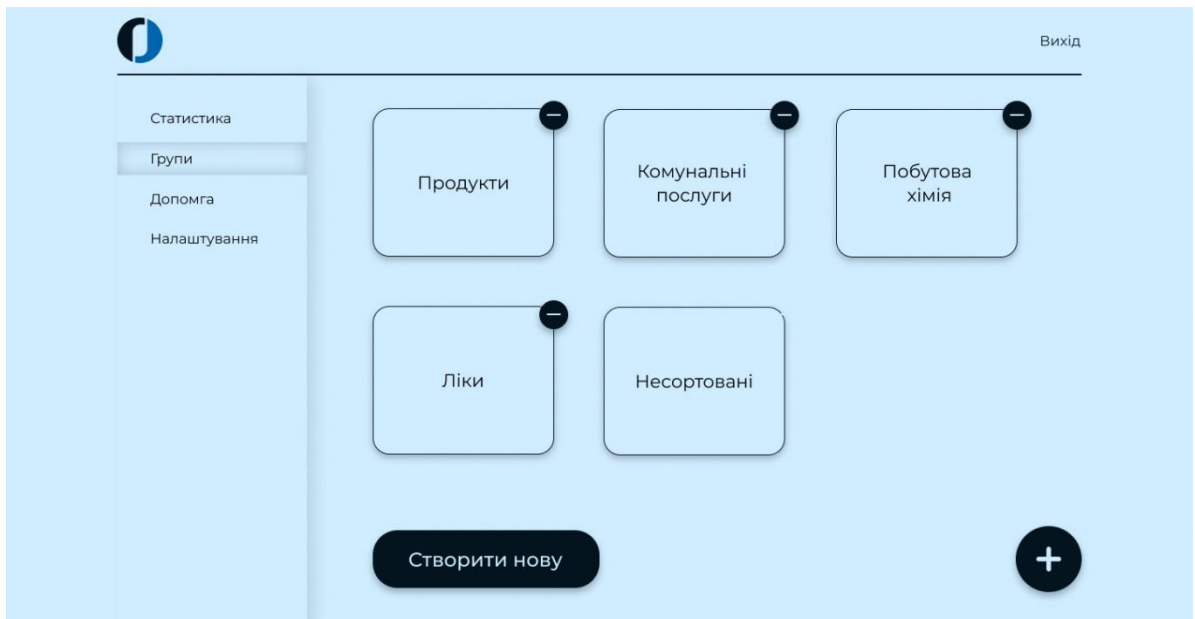 Вихід
Статистика
Групи
Допомга
Налаштування
Продукти
Комунальні
послуги
Побутова
хімія
Ліки
Несортовані
Створити нову